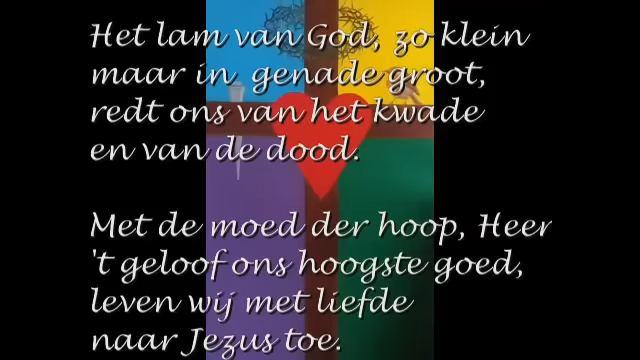 Het lam van God, zo klein
maar in genade groot,
redt ons van het kwade
en van de dood.
Met de moed der hoop, Heer
't geloof ons hoogste goed,
leven wij met liefde
naar Jezus toe.